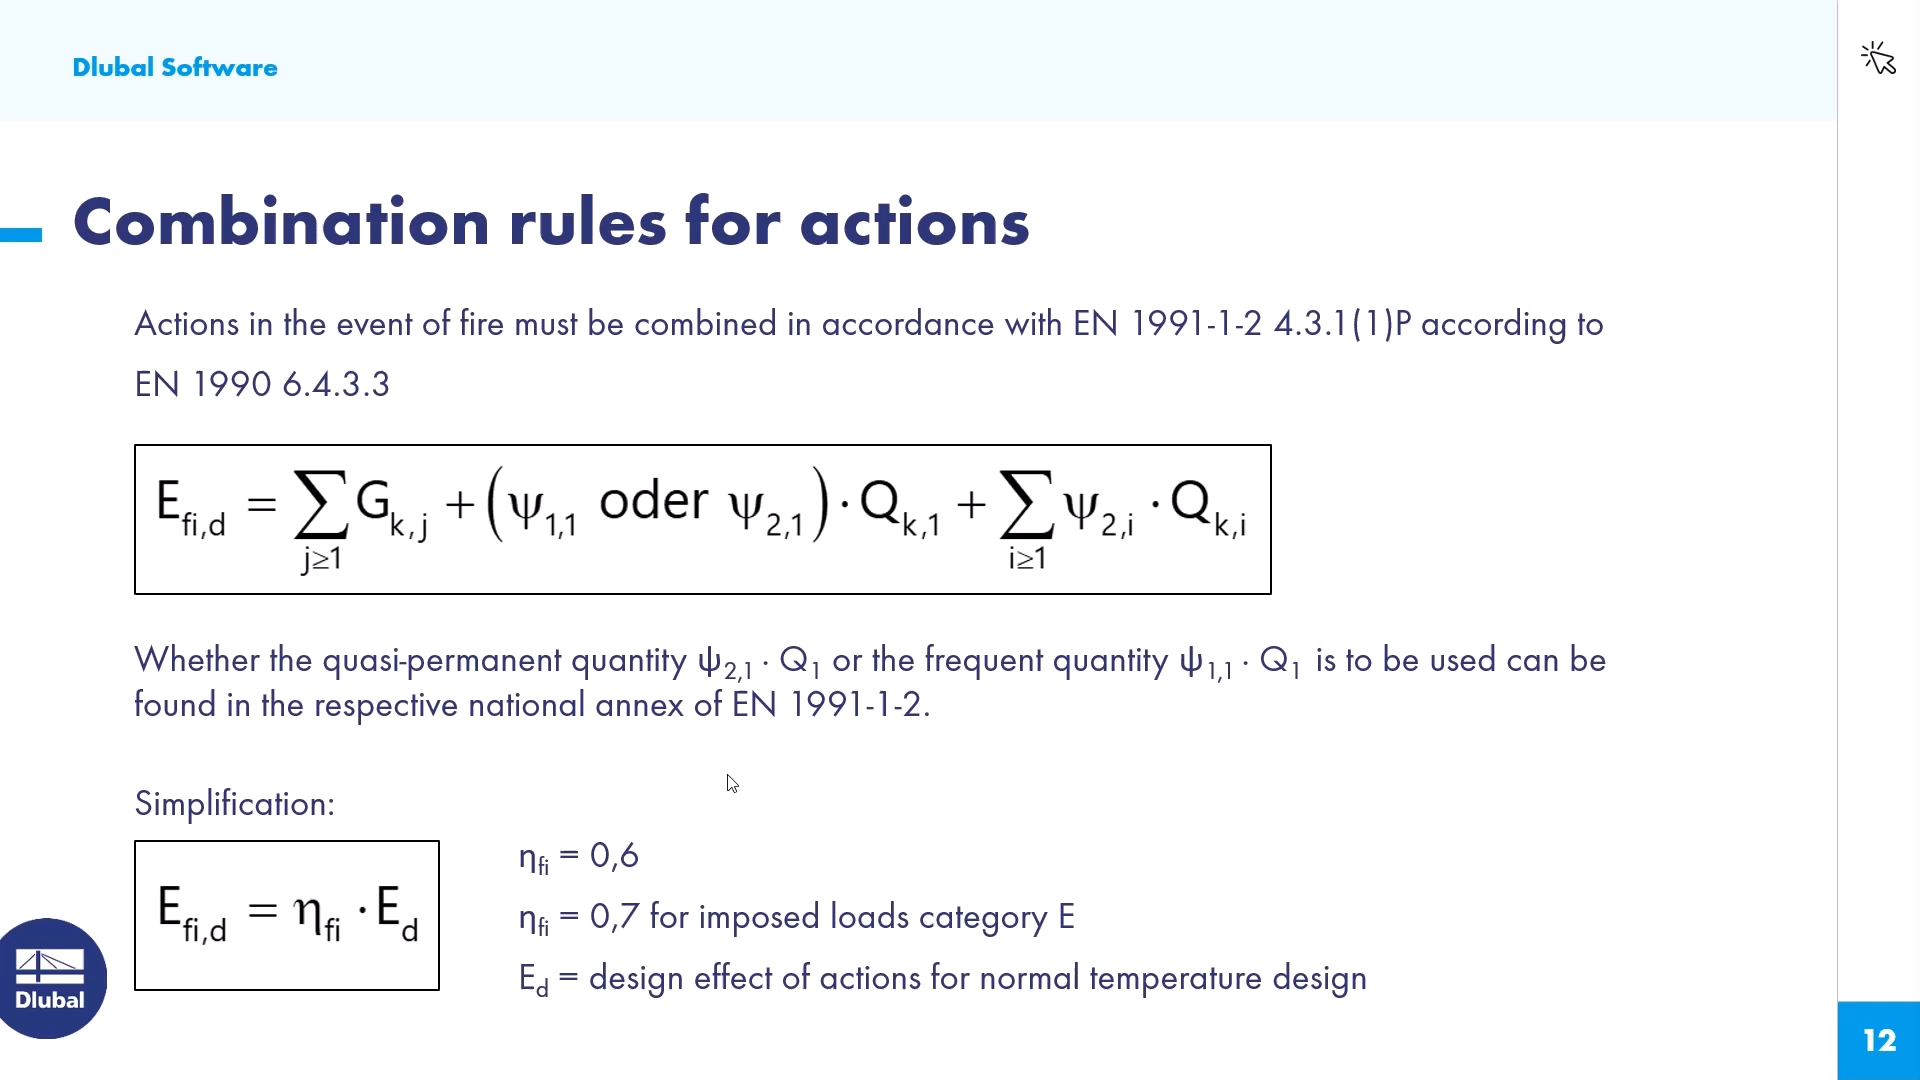 Dlubal Software
Combination rules for actions
Actions in the event of fire must be combined in accordance with EN 1991-1-2 4.3.1(1)P according to
EN 1990 6.4.3.3
E_fi,d = ∑_j≥1 G_k,j + (ψ_1,1 oder ψ_2,1) · Q_k,1 + ∑_i≥1 ψ_2,i · Q_k,i
Whether the quasi-permanent quantity ψ_2,1 · Q_1 or the frequent quantity ψ_1,1 · Q_1 is to be used can be
found in the respective national annex of EN 1991-1-2.
Simplification:
E_fi,d = η_fi · E_d
η_fi = 0,6
η_fi = 0,7 for imposed loads category E
E_d = design effect of actions for normal temperature design
Dlubal
12